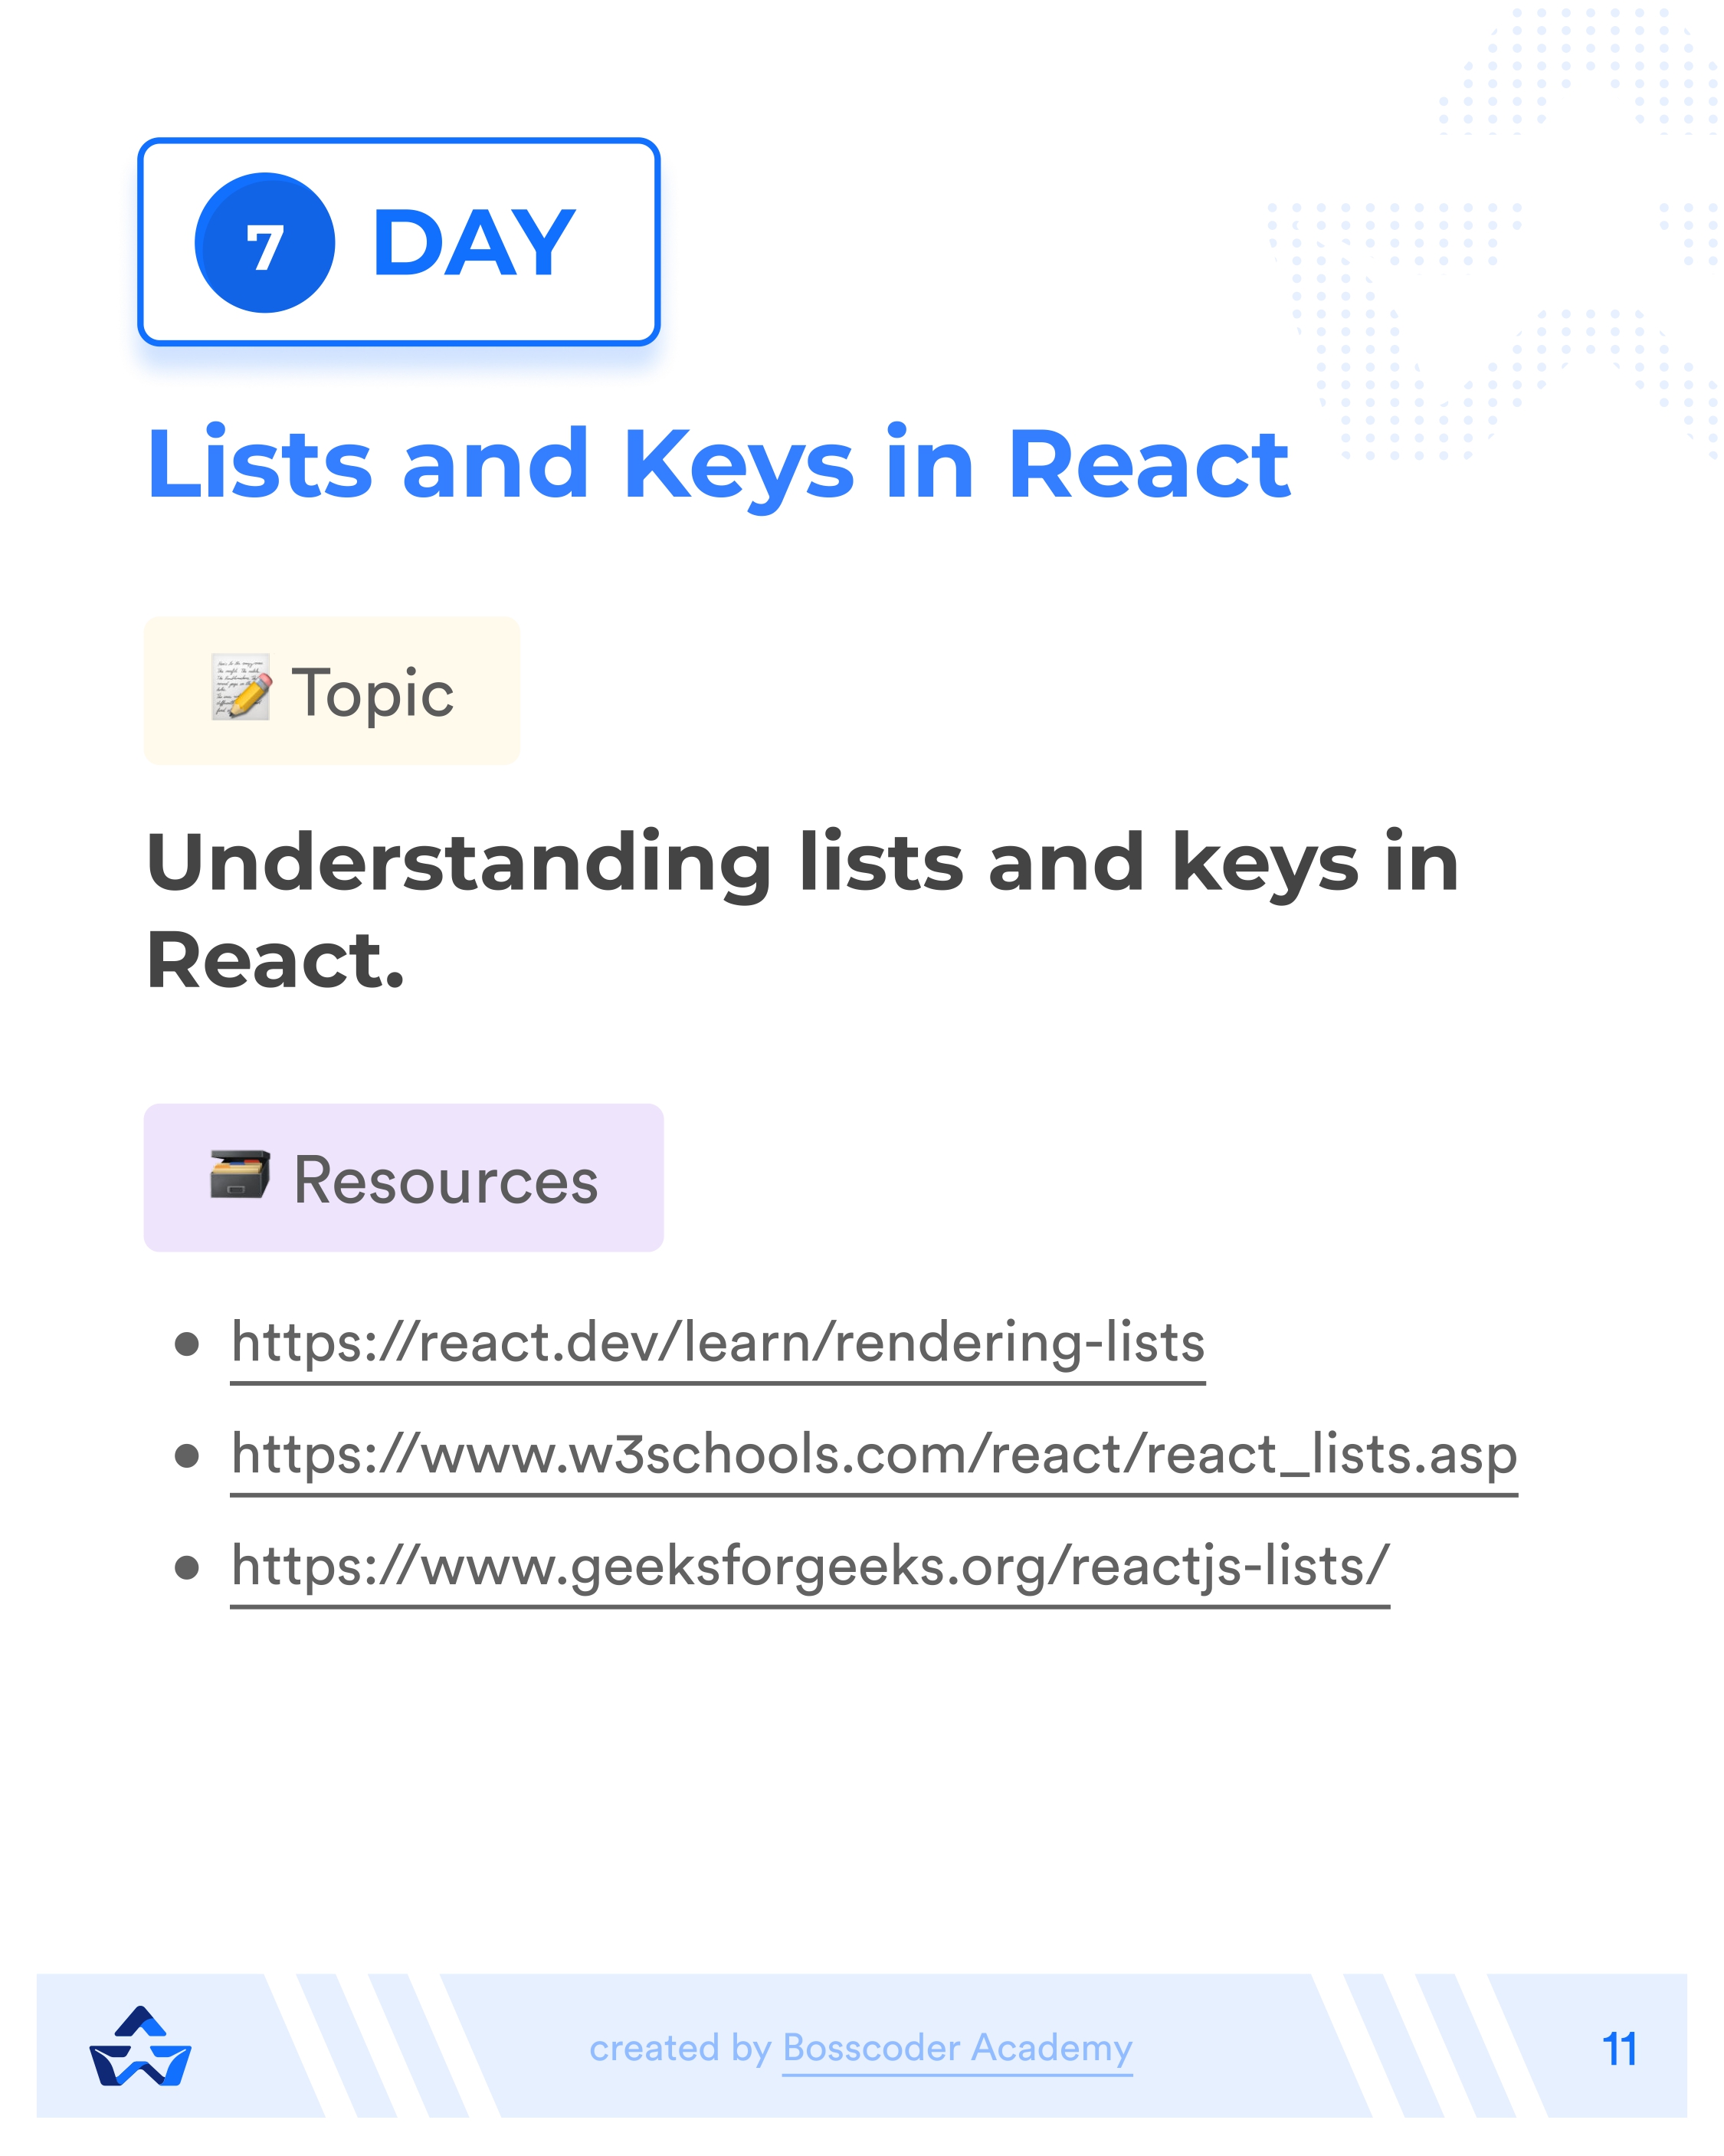 7 DAY
Lists and Keys in React
Topic
Understanding lists and keys in
React.
Resources
https://react.dev/learn/rendering-lists
https://www.w3schools.com/react/react_lists.asp
https://www.geeksforgeeks.org/reactjs-lists/
created by Bosscoder Academy
11